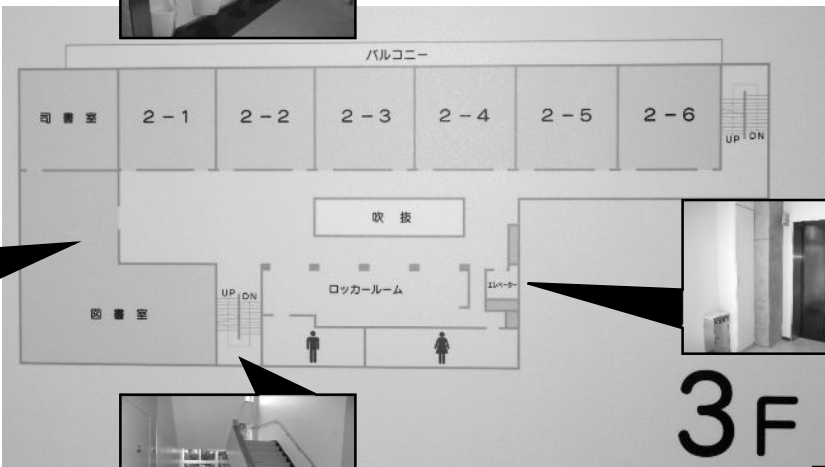 バルコニー
司書室
2-1
2-2
2-3
2-4
2-5
2-6
UP DN
吹抜
エレベーター
ロッカールーム
UP DN
図書室
3F